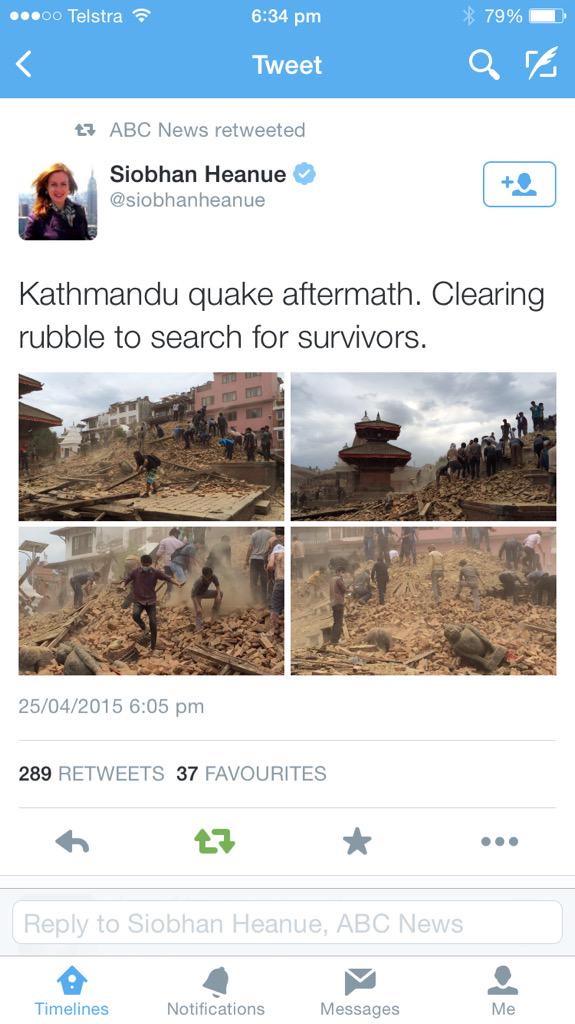 Telstra 6:34 pm 79%
Tweet
ABC News retweeted
Siobhan Heanue
@siobhanheanue
Kathmandu quake aftermath. Clearing
rubble to search for survivors.
25/04/2015 6:05 pm
289 RETWEETS 37 FAVOURITES
Reply to Siobhan Heanue, ABC News
Timelines Notifications Messages Me